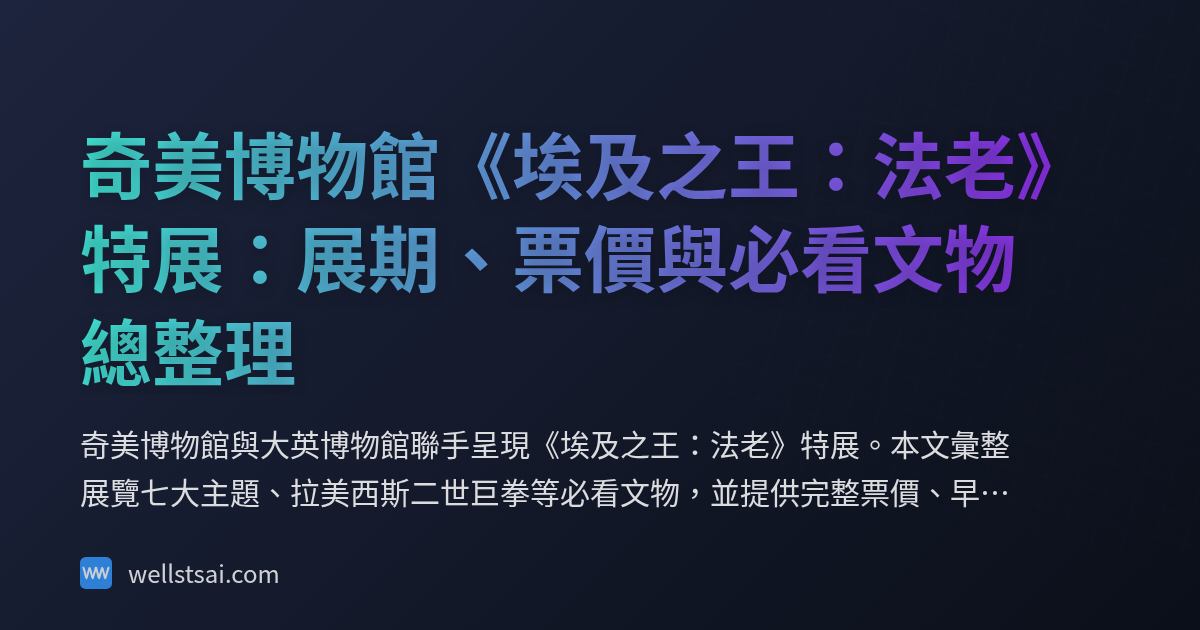 奇美博物館《埃及之王：法老》
特展：展期、票價與必看文物
總整理
奇美博物館與大英博物館聯手呈現《埃及之王：法老》特展。本文彙整
展覽七大主題、拉美西斯二世巨拳等必看文物，並提供完整票價、早…
wellstsai.com